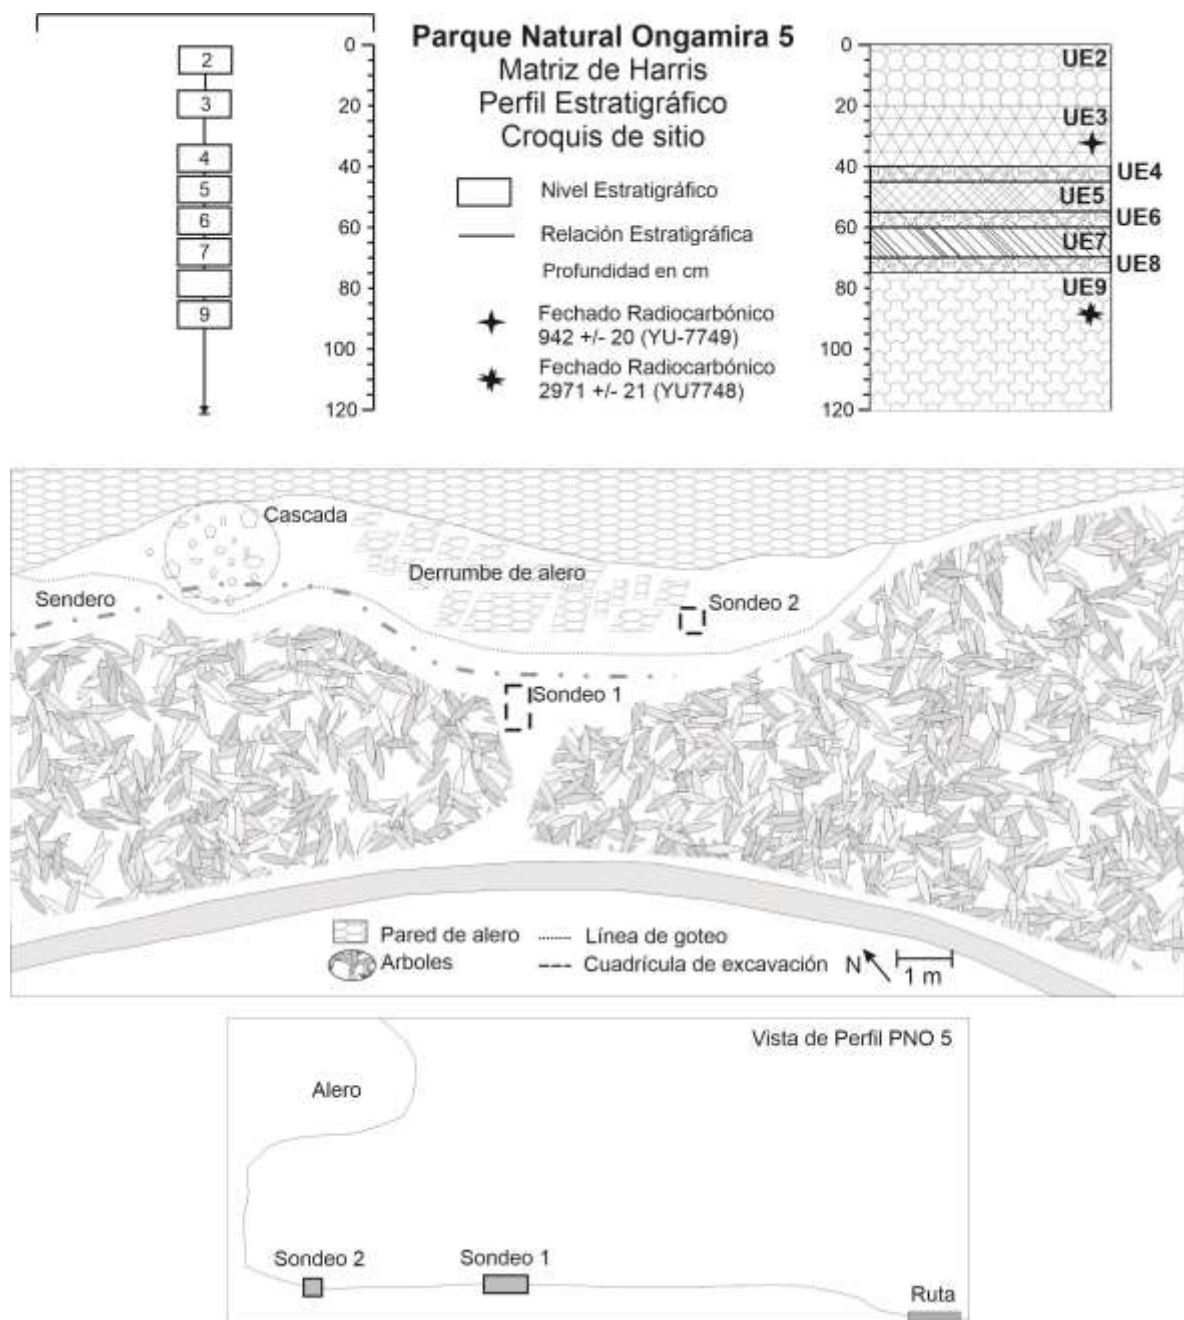 Parque Natural Ongamira 5
Matriz de Harris
Perfil Estratigráfico
Croquis de sitio
2
3
4
5
6
7
9
0
20
40
60
80
100
120
Nivel Estratigráfico
Relación Estratigráfica
Profundidad en cm
Fechado Radiocarbónico
942 +/- 20 (YU-7749)
Fechado Radiocarbónico
2971 +/- 21 (YU7748)
0
20
40
60
80
100
120
UE2
UE3
UE4
UE5
UE6
UE7
UE8
UE9
Cascada
Derrumbe de alero
Sendero
Sondeo 2
Sondeo 1
Pared de alero
Línea de goteo
Arboles
Cuadrícula de excavación
N
1 m
Vista de Perfil PNO 5
Alero
Sondeo 2
Sondeo 1
Ruta